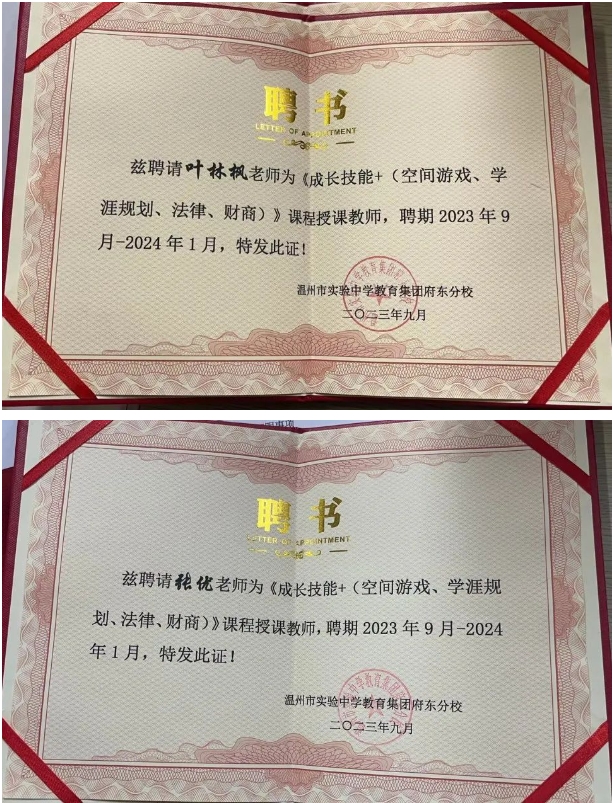 聘书
LETTER OF APPOINTMENT
兹聘请叶林枫老师为《成长技能+（空间游戏、学
涯规划、法律、财商）》课程授课教师，聘期 2023 年 9
月-2024 年 1 月，特发此证！
温州市实验中学教育集团府东分校
二〇二三年九月
聘书
LETTER OF APPOINTMENT
兹聘请张优老师为《成长技能+（空间游戏、学涯规
划、法律、财商）》课程授课教师，聘期 2023 年 9 月-2024
年 1 月，特发此证！
温州市实验中学教育集团府东分校
二〇二三年九月